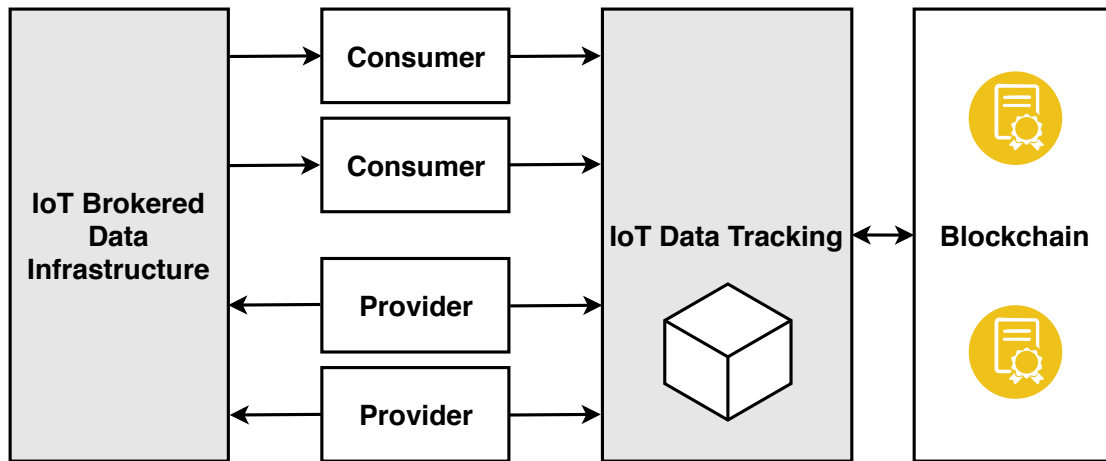 IoT Brokered
Data
Infrastructure
Consumer
Consumer
Provider
Provider
IoT Data Tracking
Blockchain